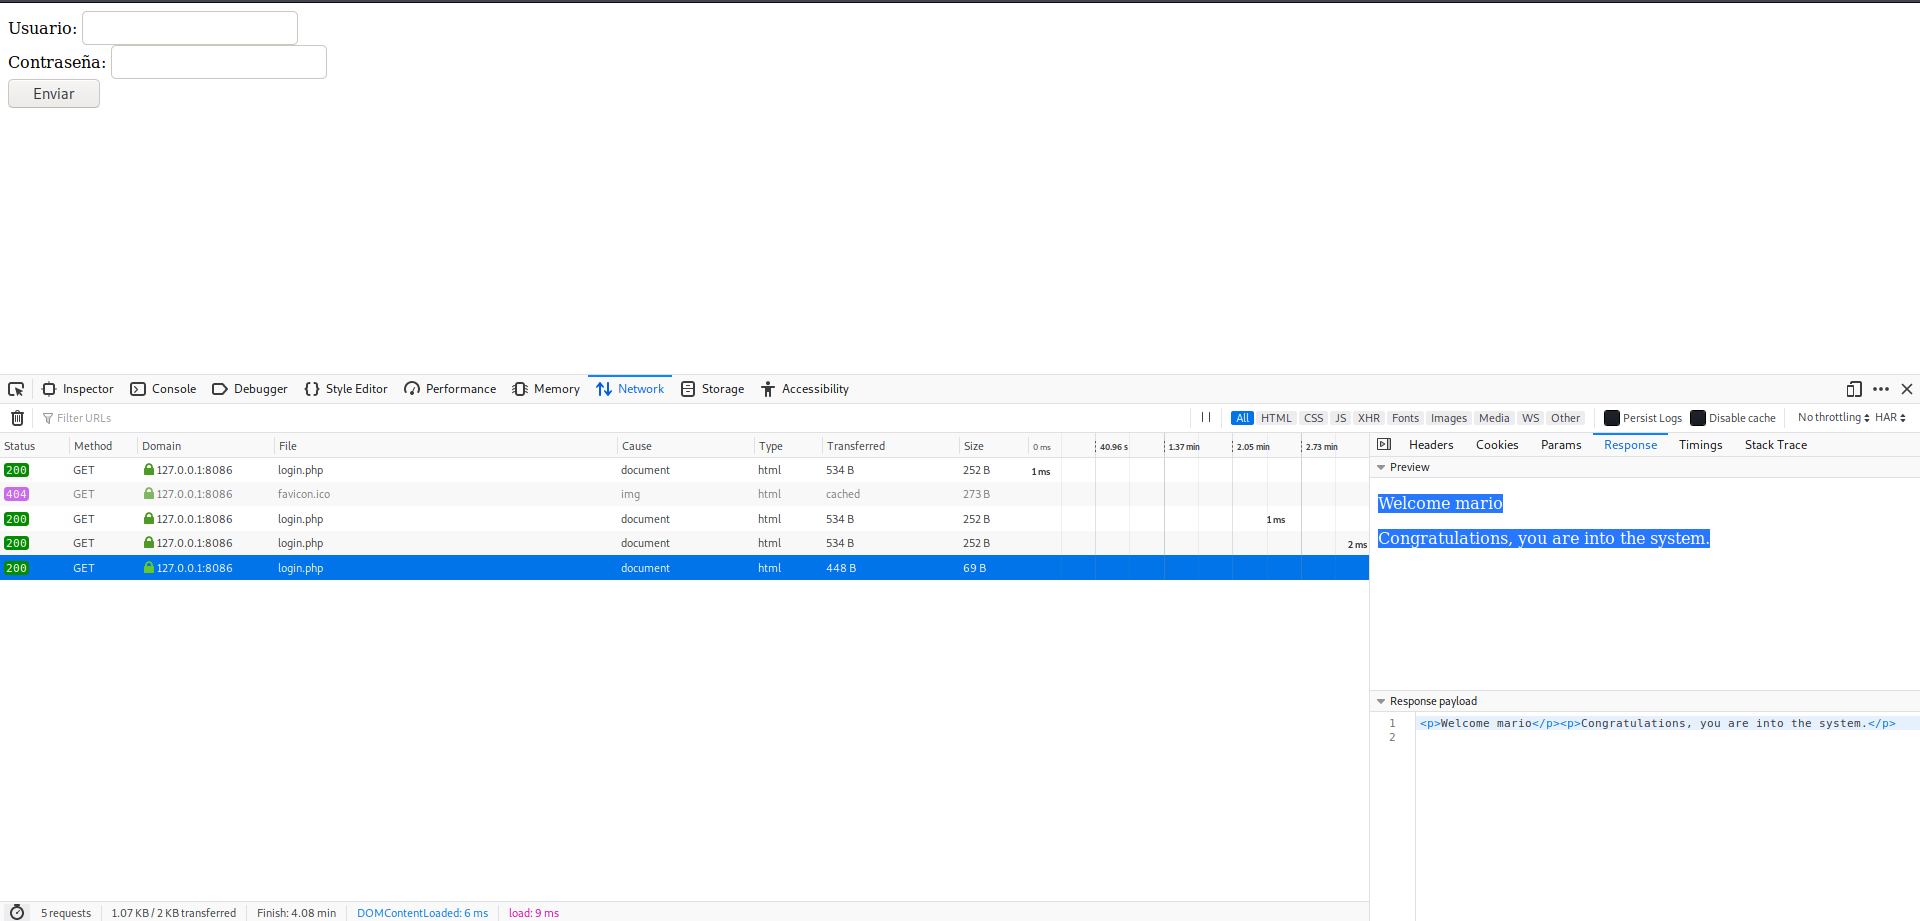 Usuario:
Contraseña:
Enviar
Inspector Console Debugger Style Editor Performance Memory Network Storage Accessibility
Filter URLs All HTML CSS JS XHR Fonts Images Media WS Other Persist Logs Disable cache No throttling HAR
Status Method Domain File Cause Type Transferred Size 0 ms 40.96 s 1.37 min 2.05 min 2.73 min
200 GET 127.0.0.1:8086 login.php document html 534 B 252 B 1 ms
404 GET 127.0.0.1:8086 favicon.ico img html cached 273 B
200 GET 127.0.0.1:8086 login.php document html 534 B 252 B 1 ms
200 GET 127.0.0.1:8086 login.php document html 534 B 252 B 2 ms
200 GET 127.0.0.1:8086 login.php document html 448 B 69 B
Headers Cookies Params Response Timings Stack Trace
Preview
Welcome mario
Congratulations, you are into the system.
Response payload
1 <p>Welcome mario</p><p>Congratulations, you are into the system.</p>
2
5 requests 1.07 KB / 2 KB transferred Finish: 4.08 min DOMContentLoaded: 6 ms load: 9 ms